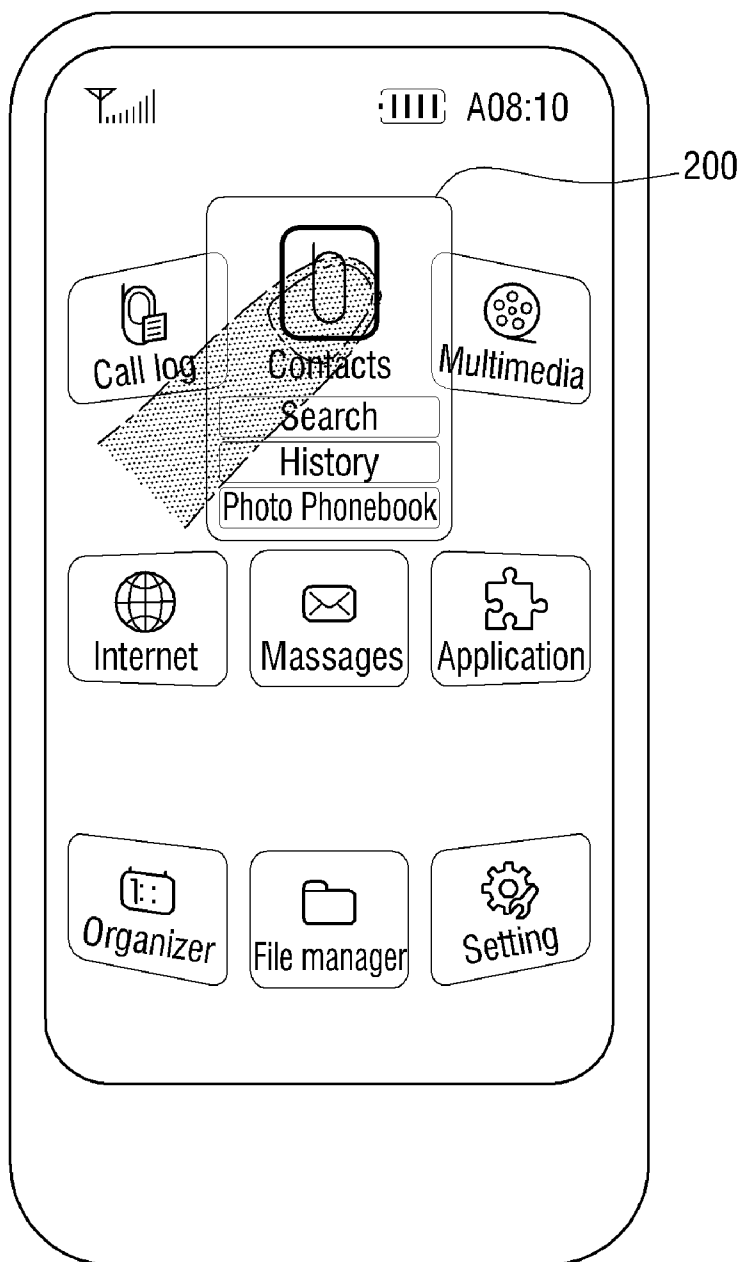 A08:10
200
Call log
Contacts
Multimedia
Search
History
Photo Phonebook
Internet
Massages
Application
Organizer
File manager
Setting